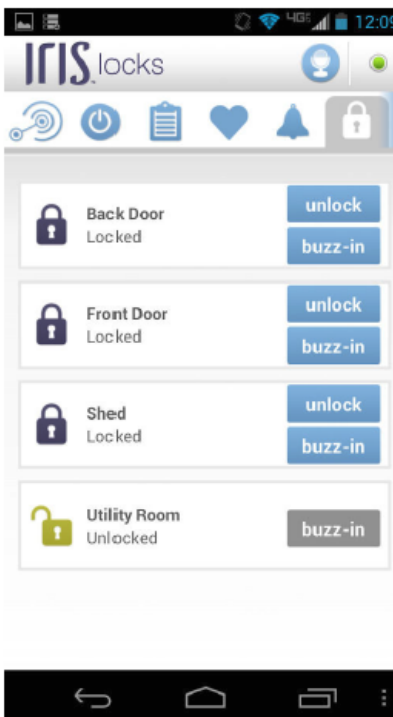 4G 12:09
IRIS locks
Back Door
Locked
unlock
buzz-in
Front Door
Locked
unlock
buzz-in
Shed
Locked
unlock
buzz-in
Utility Room
Unlocked
buzz-in